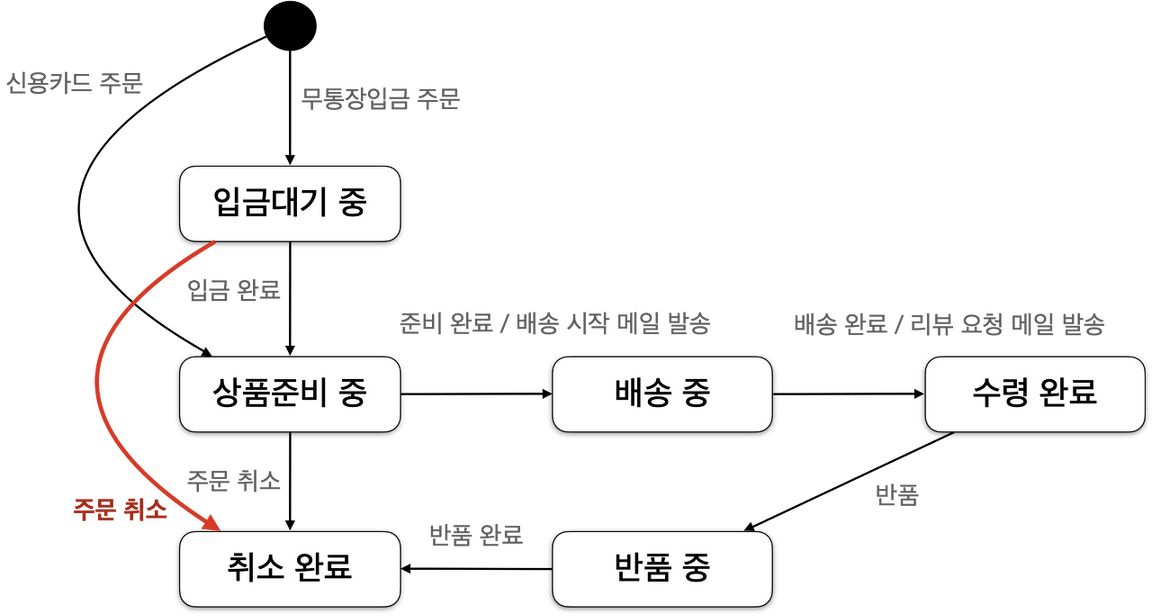 신용카드 주문
무통장입금 주문
입금대기 중
입금 완료
준비 완료 / 배송 시작 메일 발송
배송 완료 / 리뷰 요청 메일 발송
상품준비 중
배송 중
수령 완료
주문 취소
주문 취소
반품
반품 완료
취소 완료
반품 중